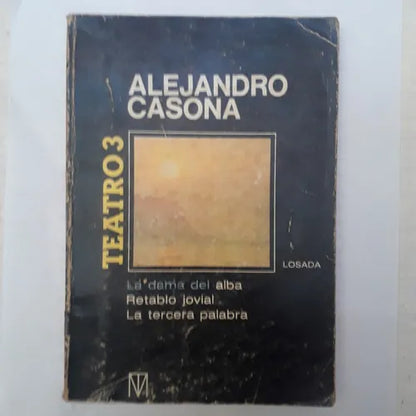 ALEJANDRO
CASONA
TEATRO 3
LOSADA
La dama del alba
Retablo jovial
La tercera palabra